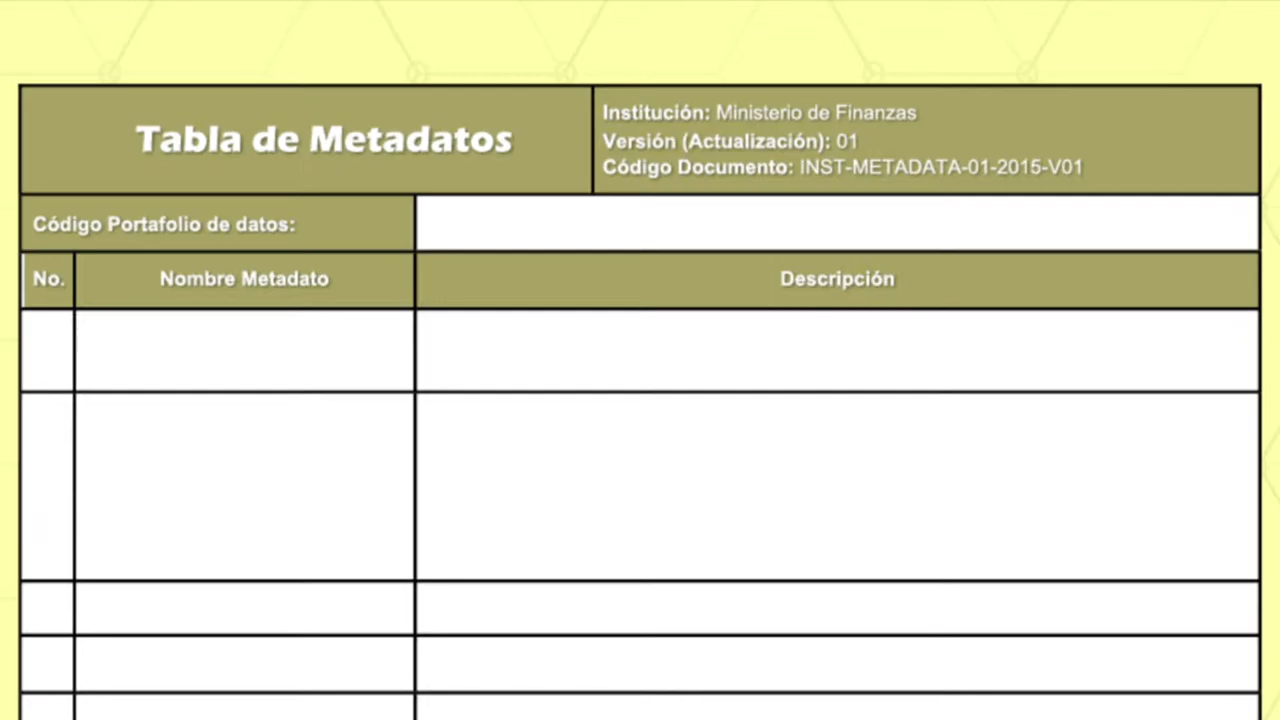 Tabla de Metadatos
Institución: Ministerio de Finanzas
Versión (Actualización): 01
Código Documento: INST-METADATA-01-2015-V01
Código Portafolio de datos:
No. Nombre Metadato Descripción